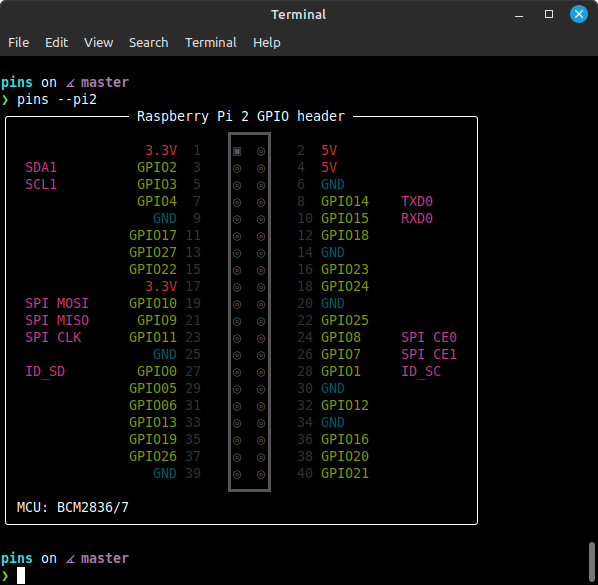 Terminal
File Edit View Search Terminal Help
pins on ∡ master
❯ pins --pi2
Raspberry Pi 2 GPIO header
3.3V 1 ▣ ◎ 2 5V
SDA1 GPIO2 3 ◎ ◎ 4 5V
SCL1 GPIO3 5 ◎ ◎ 6 GND
GPIO4 7 ◎ ◎ 8 GPIO14 TXD0
GND 9 ◎ ◎ 10 GPIO15 RXD0
GPIO17 11 ◎ ◎ 12 GPIO18
GPIO27 13 ◎ ◎ 14 GND
GPIO22 15 ◎ ◎ 16 GPIO23
3.3V 17 ◎ ◎ 18 GPIO24
SPI MOSI GPIO10 19 ◎ ◎ 20 GND
SPI MISO GPIO9 21 ◎ ◎ 22 GPIO25
SPI CLK GPIO11 23 ◎ ◎ 24 GPIO8 SPI CE0
GND 25 ◎ ◎ 26 GPIO7 SPI CE1
ID_SD GPIO0 27 ◎ ◎ 28 GPIO1 ID_SC
GPIO05 29 ◎ ◎ 30 GND
GPIO06 31 ◎ ◎ 32 GPIO12
GPIO13 33 ◎ ◎ 34 GND
GPIO19 35 ◎ ◎ 36 GPIO16
GPIO26 37 ◎ ◎ 38 GPIO20
GND 39 ◎ ◎ 40 GPIO21
MCU: BCM2836/7
pins on ∡ master
❯